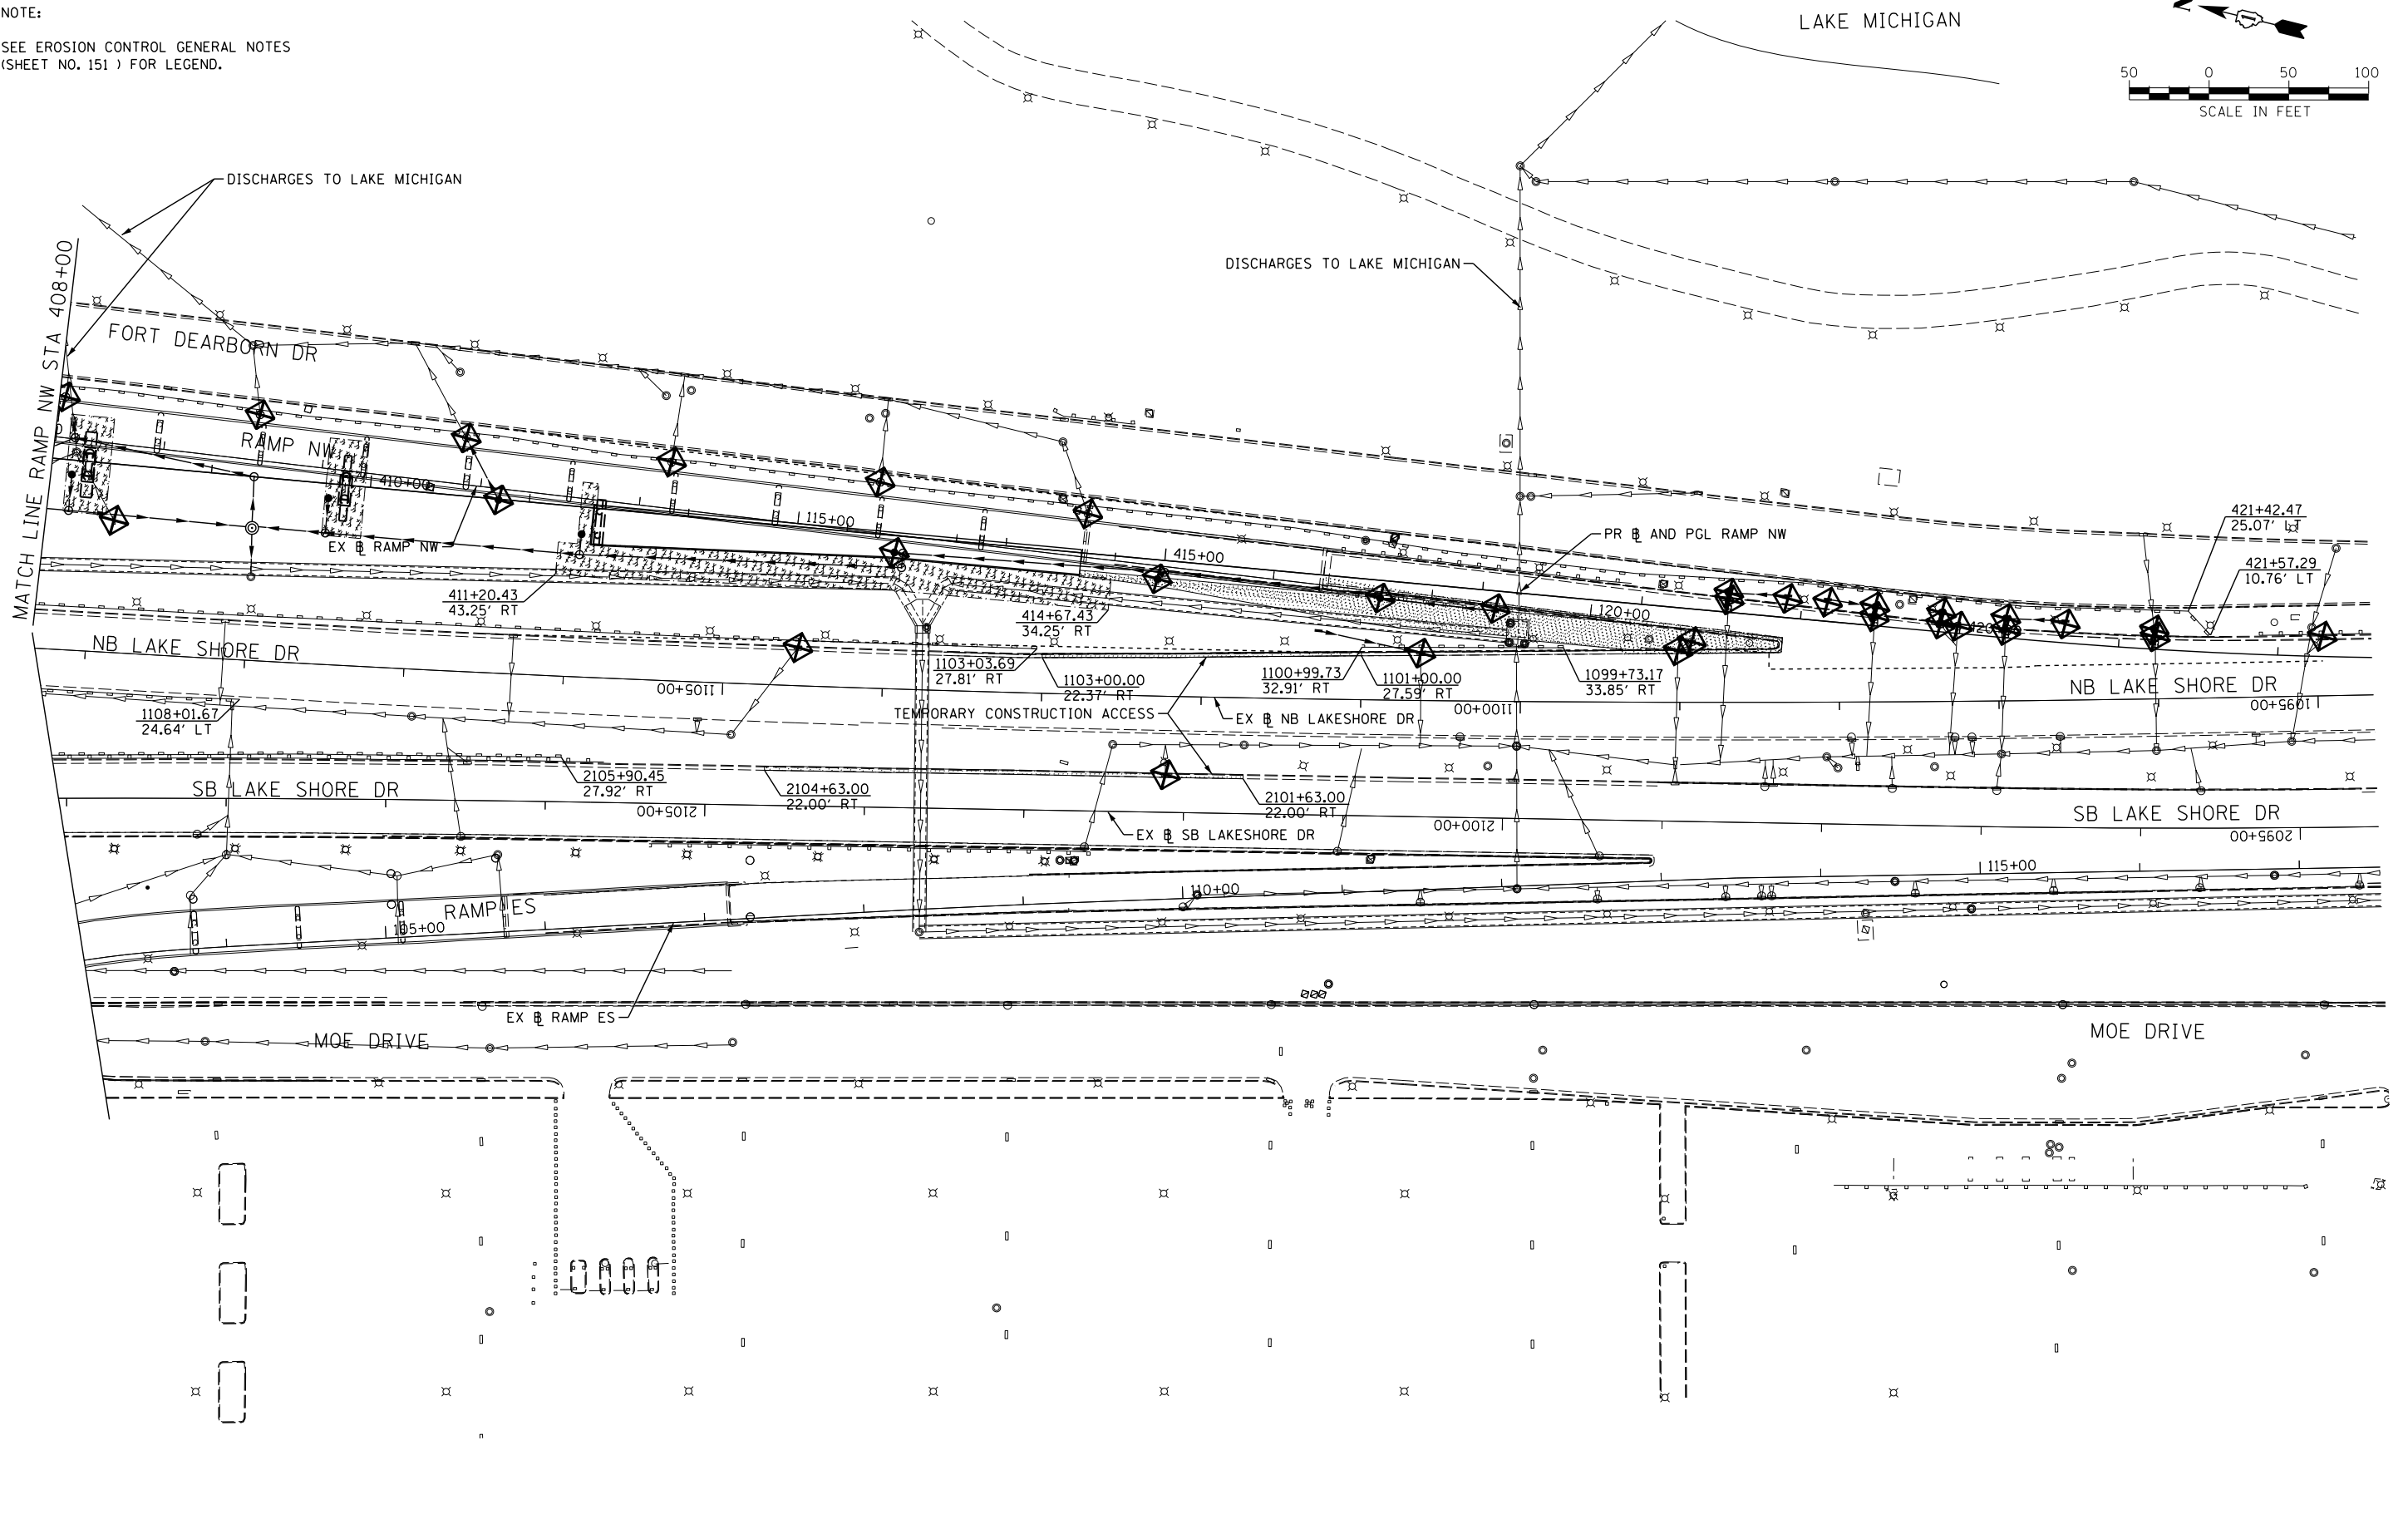 NOTE:
SEE EROSION CONTROL GENERAL NOTES
(SHEET NO. 151 ) FOR LEGEND.
LAKE MICHIGAN
50 0 50 100
SCALE IN FEET
DISCHARGES TO LAKE MICHIGAN
DISCHARGES TO LAKE MICHIGAN
MATCH LINE RAMP NW STA 408+00
FORT DEARBORN DR
RAMP NW
410+00
115+00
415+00
120+00
EX BL RAMP NW
PR BL AND PGL RAMP NW
421+42.47
25.07' LT
421+57.29
10.76' LT
411+20.43
43.25' RT
414+67.43
34.25' RT
NB LAKE SHORE DR
1103+03.69
27.81' RT
1103+00.00
22.37' RT
1100+99.73
32.91' RT
1101+00.00
27.59' RT
1099+73.17
33.85' RT
NB LAKE SHORE DR
1105+00
1100+00
1095+00
1108+01.67
24.64' LT
TEMPORARY CONSTRUCTION ACCESS
EX BL NB LAKESHORE DR
2105+90.45
27.92' RT
2104+63.00
22.00' RT
2101+63.00
22.00' RT
SB LAKE SHORE DR
SB LAKE SHORE DR
2105+00
2100+00
2095+00
EX BL SB LAKESHORE DR
115+00
110+00
RAMP ES
105+00
EX BL RAMP ES
MOE DRIVE
MOE DRIVE